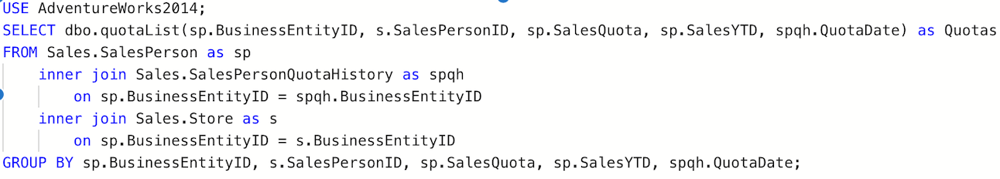 USE AdventureWorks2014;
SELECT dbo.quotaList(sp.BusinessEntityID, s.SalesPersonID, sp.SalesQuota, sp.SalesYTD, spqh.QuotaDate) as Quotas
FROM Sales.SalesPerson as sp
inner join Sales.SalesPersonQuotaHistory as spqh
on sp.BusinessEntityID = spqh.BusinessEntityID
inner join Sales.Store as s
on sp.BusinessEntityID = s.BusinessEntityID
GROUP BY sp.BusinessEntityID, s.SalesPersonID, sp.SalesQuota, sp.SalesYTD, spqh.QuotaDate;